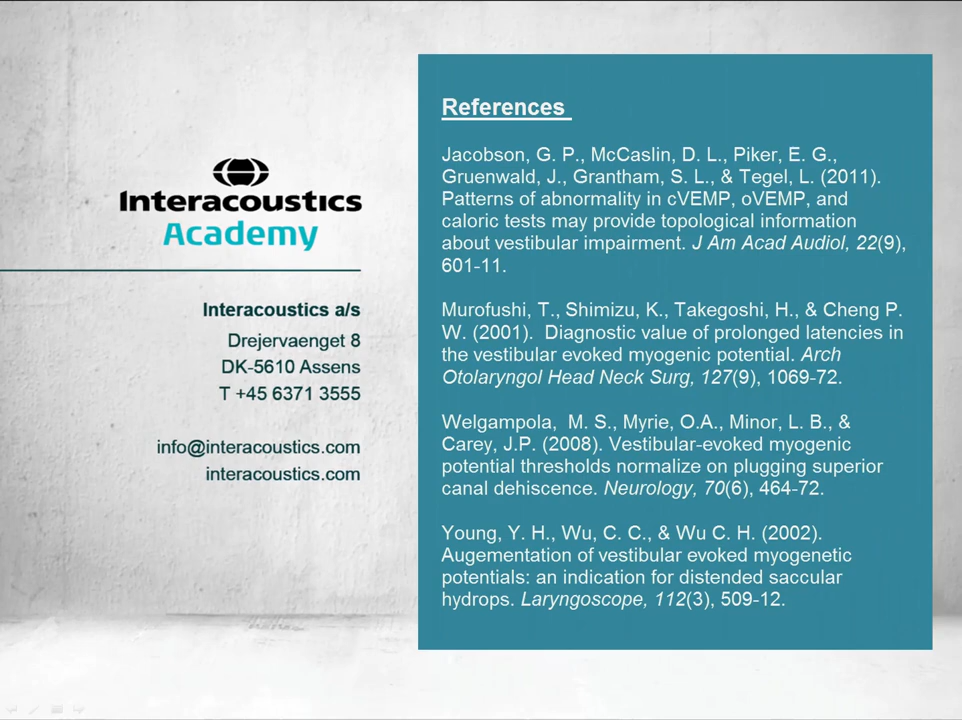 Interacoustics
Academy
Interacoustics a/s
Drejervaenget 8
DK-5610 Assens
T +45 6371 3555
info@interacoustics.com
interacoustics.com
References
Jacobson, G. P., McCaslin, D. L., Piker, E. G.,
Gruenwald, J., Grantham, S. L., & Tegel, L. (2011).
Patterns of abnormality in cVEMP, oVEMP, and
caloric tests may provide topological information
about vestibular impairment. J Am Acad Audiol, 22(9),
601-11.
Murofushi, T., Shimizu, K., Takegoshi, H., & Cheng P.
W. (2001). Diagnostic value of prolonged latencies in
the vestibular evoked myogenic potential. Arch
Otolaryngol Head Neck Surg, 127(9), 1069-72.
Welgampola, M. S., Myrie, O.A., Minor, L. B., &
Carey, J.P. (2008). Vestibular-evoked myogenic
potential thresholds normalize on plugging superior
canal dehiscence. Neurology, 70(6), 464-72.
Young, Y. H., Wu, C. C., & Wu C. H. (2002).
Augementation of vestibular evoked myogenetic
potentials: an indication for distended saccular
hydrops. Laryngoscope, 112(3), 509-12.